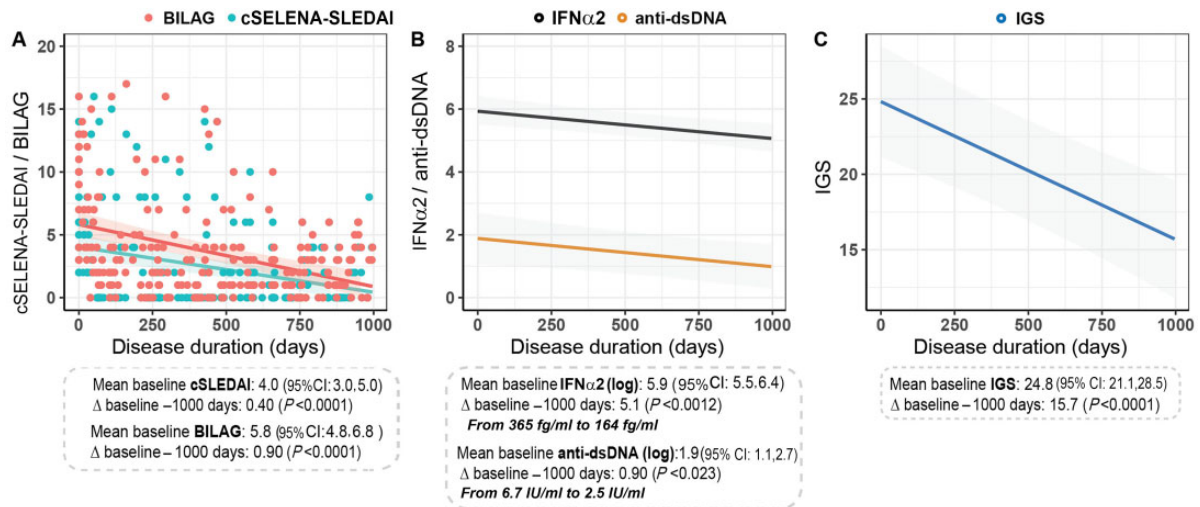 BILAG cSELENA-SLEDAI
IFNα2 anti-dsDNA
IGS
A
B
C
cSELENA-SLEDAI / BILAG
20
15
10
5
0
0 250 500 750 1000
Disease duration (days)
IFNα2 / anti-dsDNA
8
6
4
2
0
0 250 500 750 1000
Disease duration (days)
IGS
25
20
15
0 250 500 750 1000
Disease duration (days)
Mean baseline cSLEDAI: 4.0 (95%CI: 3.0, 5.0)
Δ baseline –1000 days: 0.40 (P<0.0001)
Mean baseline BILAG: 5.8 (95%CI:4.8.6.8 )
Δ baseline –1000 days: 0.90 (P<0.0001)
Mean baseline IFNα2 (log): 5.9 (95%CI: 5.5.6.4)
Δ baseline –1000 days: 5.1 (P<0.0012)
From 365 fg/ml to 164 fg/ml
Mean baseline anti-dsDNA (log):1.9(95% CI: 1.1,2.7)
Δ baseline –1000 days: 0.90 (P<0.023)
From 6.7 IU/ml to 2.5 IU/ml
Mean baseline IGS: 24.8 (95% CI: 21.1,28.5)
Δ baseline –1000 days: 15.7 (P<0.0001)